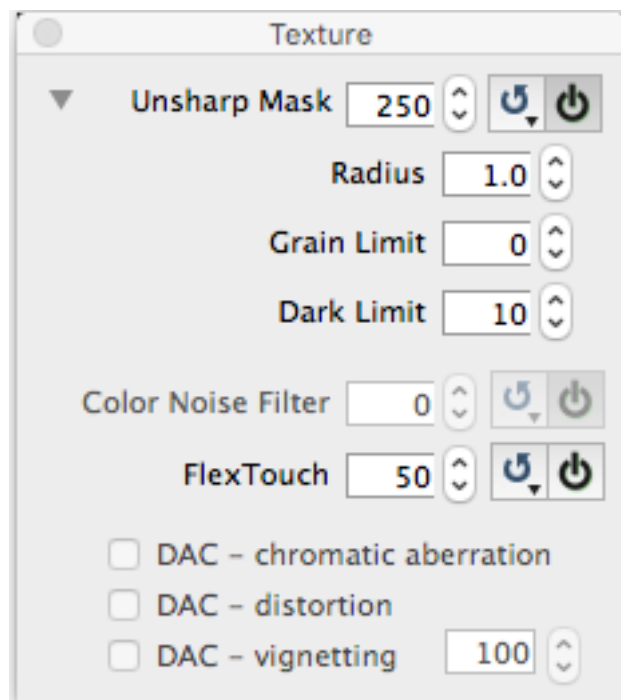 Texture
Unsharp Mask 250
Radius 1.0
Grain Limit 0
Dark Limit 10
Color Noise Filter 0
FlexTouch 50
DAC – chromatic aberration
DAC – distortion
DAC – vignetting 100